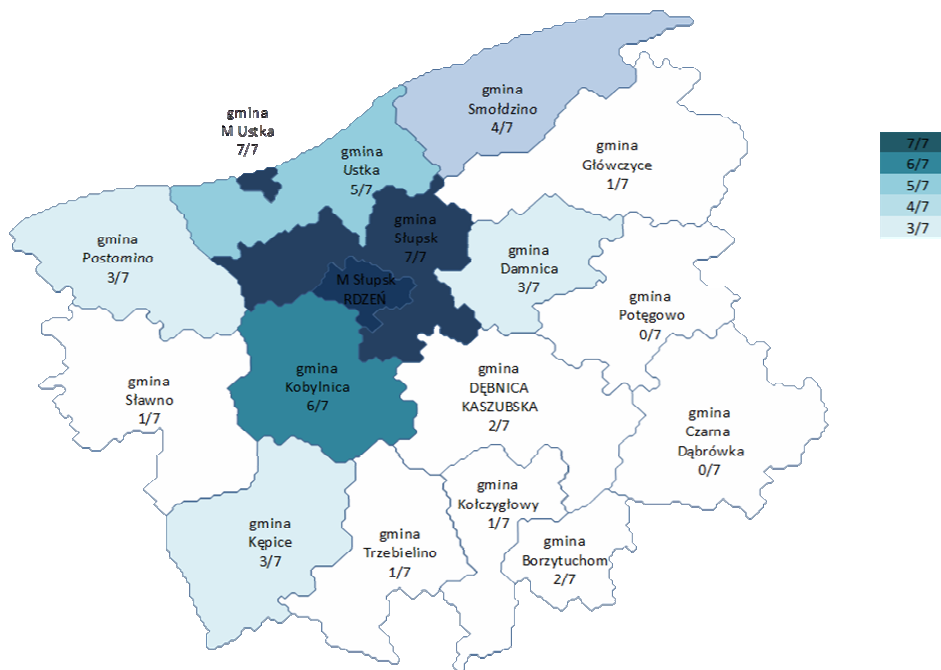 gmina
Smołdzino
4/7
gmina
M Ustka
7/7
gmina
Główczyce
1/7
gmina
Ustka
5/7
7/7
6/7
5/7
4/7
3/7
gmina
Słupsk
7/7
gmina
Postomino
3/7
gmina
Damnica
3/7
M Słupsk
RDZEŃ
gmina
Potęgowo
0/7
gmina
Kobylnica
6/7
gmina
DĘBNICA
KASZUBSKA
2/7
gmina
Sławno
1/7
gmina
Czarna
Dąbrówka
0/7
gmina
Kołczygłowy
1/7
gmina
Kępice
3/7
gmina
Trzebielino
1/7
gmina
Borzytuchom
2/7